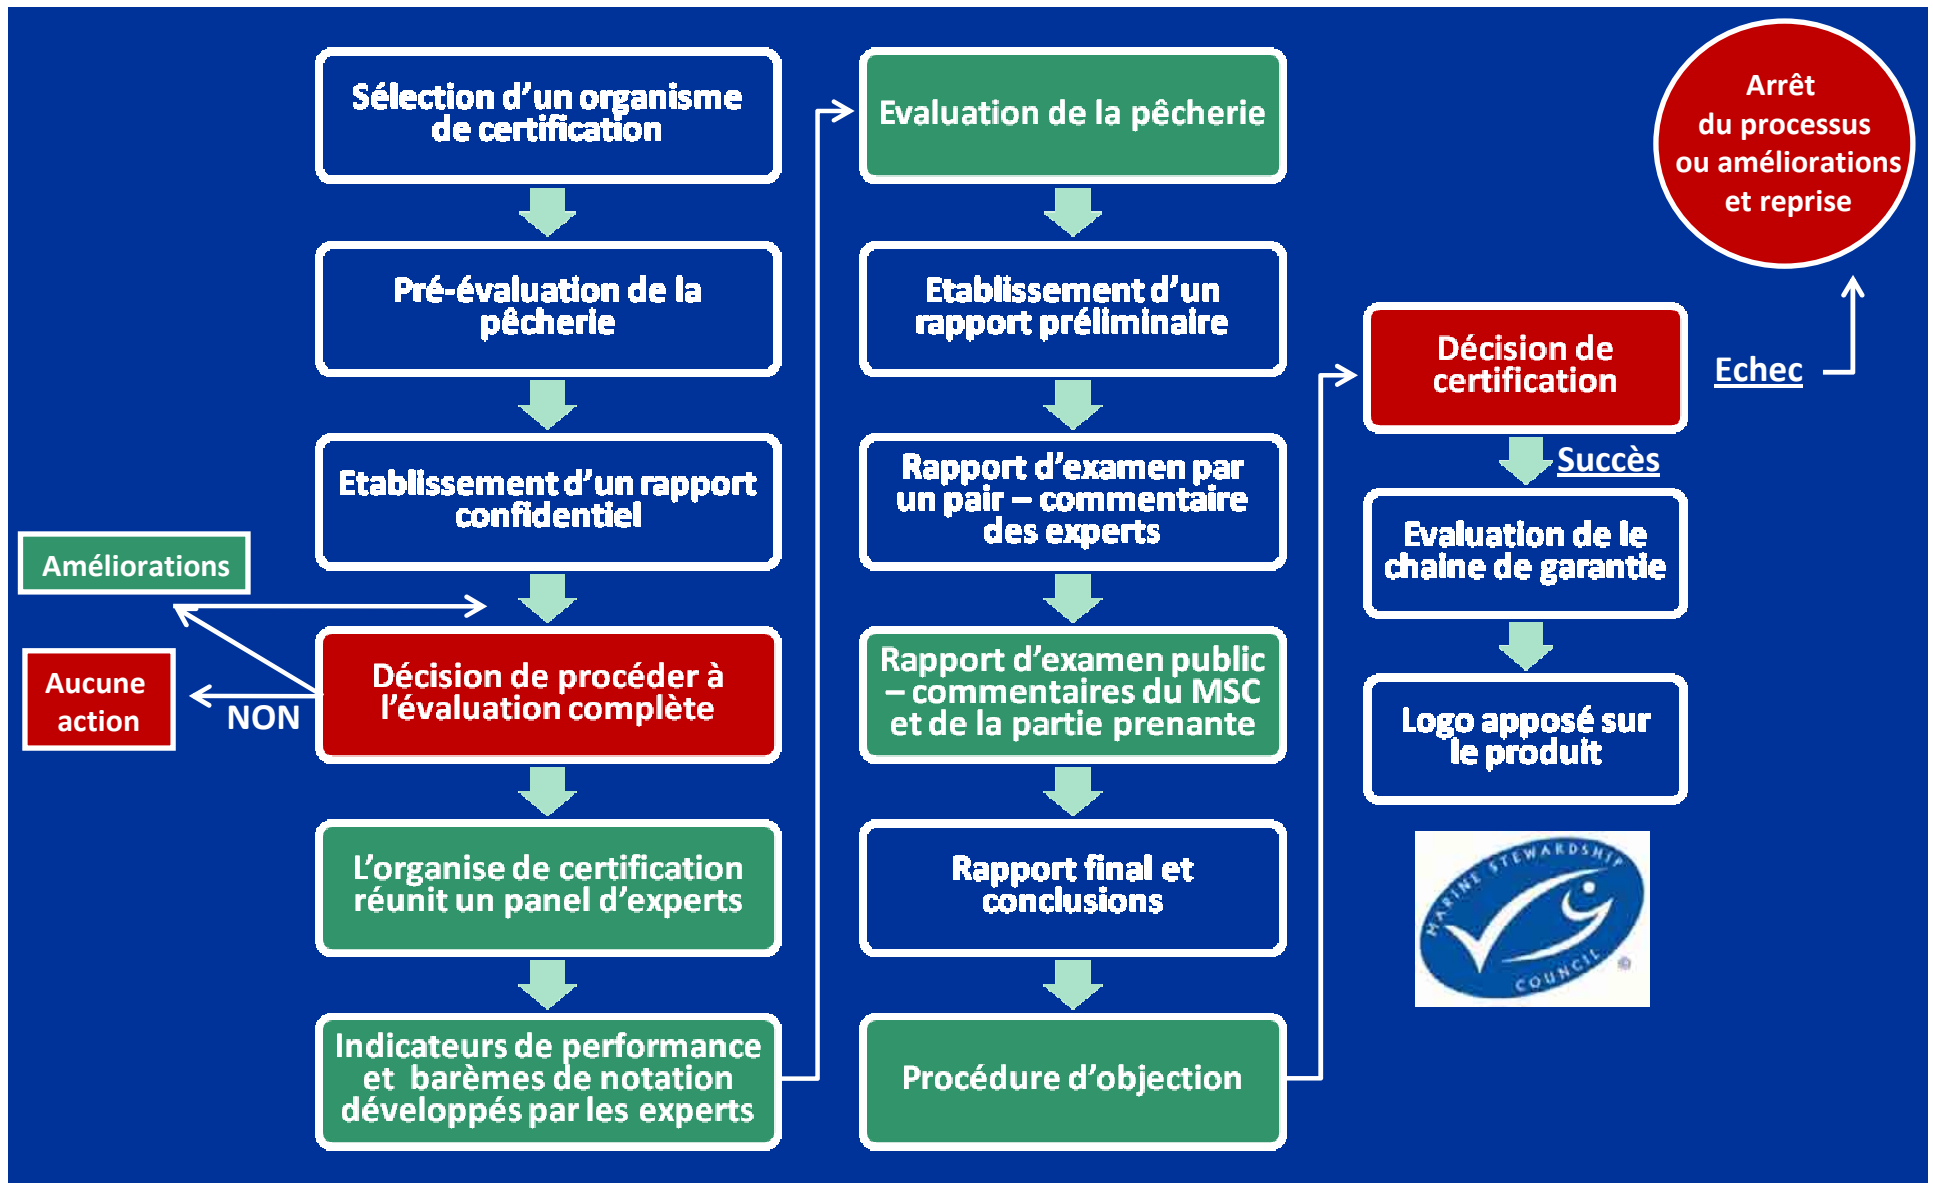 Sélection d'un organisme
de certification
Pré-évaluation de la
pêcherie
Etablissement d'un rapport
confidentiel
Améliorations
Aucune
action
NON
Décision de procéder à
l'évaluation complète
L'organise de certification
réunit un panel d'experts
Indicateurs de performance
et barèmes de notation
développés par les experts
Evaluation de la pêcherie
Etablissement d'un
rapport préliminaire
Rapport d'examen par
un pair – commentaire
des experts
Rapport d'examen public
– commentaires du MSC
et de la partie prenante
Rapport final et
conclusions
Procédure d'objection
Décision de
certification
Echec
Arrêt
du processus
ou améliorations
et reprise
Succès
Evaluation de le
chaine de garantie
Logo apposé sur
le produit
MARINE STEWARDSHIP
COUNCIL
©